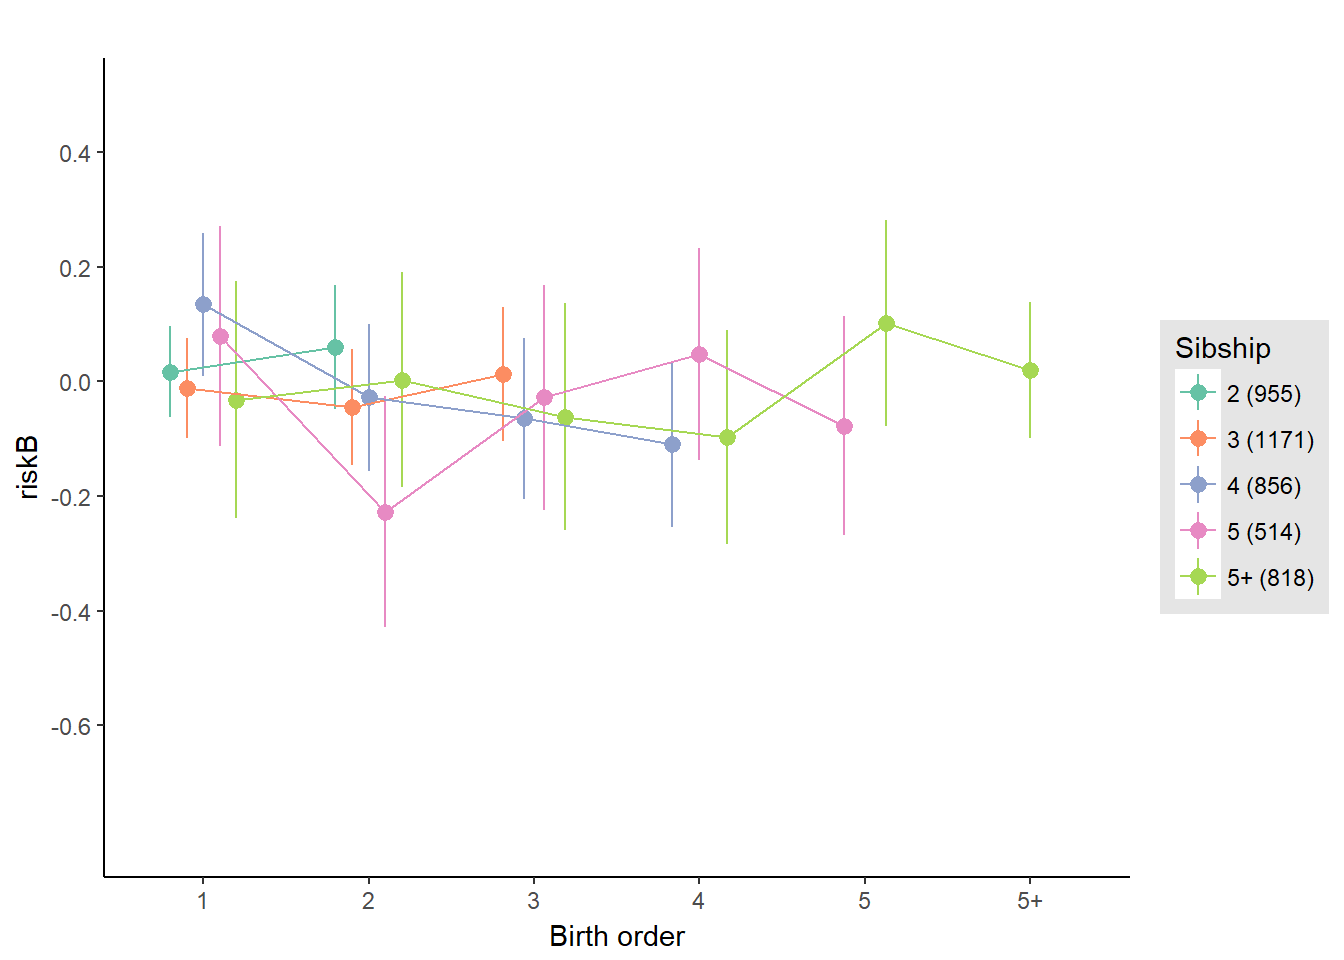 0.4
0.2
0.0
-0.2
-0.4
-0.6
riskB
1 2 3 4 5 5+
Birth order
Sibship
2 (955)
3 (1171)
4 (856)
5 (514)
5+ (818)